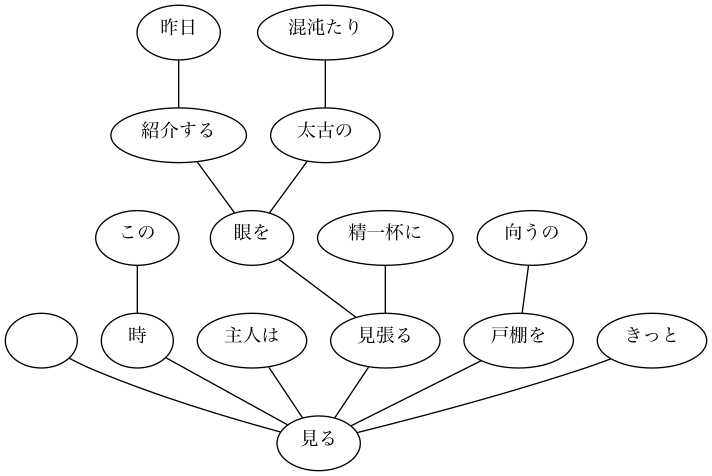 昨日
混沌たり
紹介する
太古の
この
眼を
精一杯に
向うの
時
主人は
見張る
戸棚を
きっと
見る